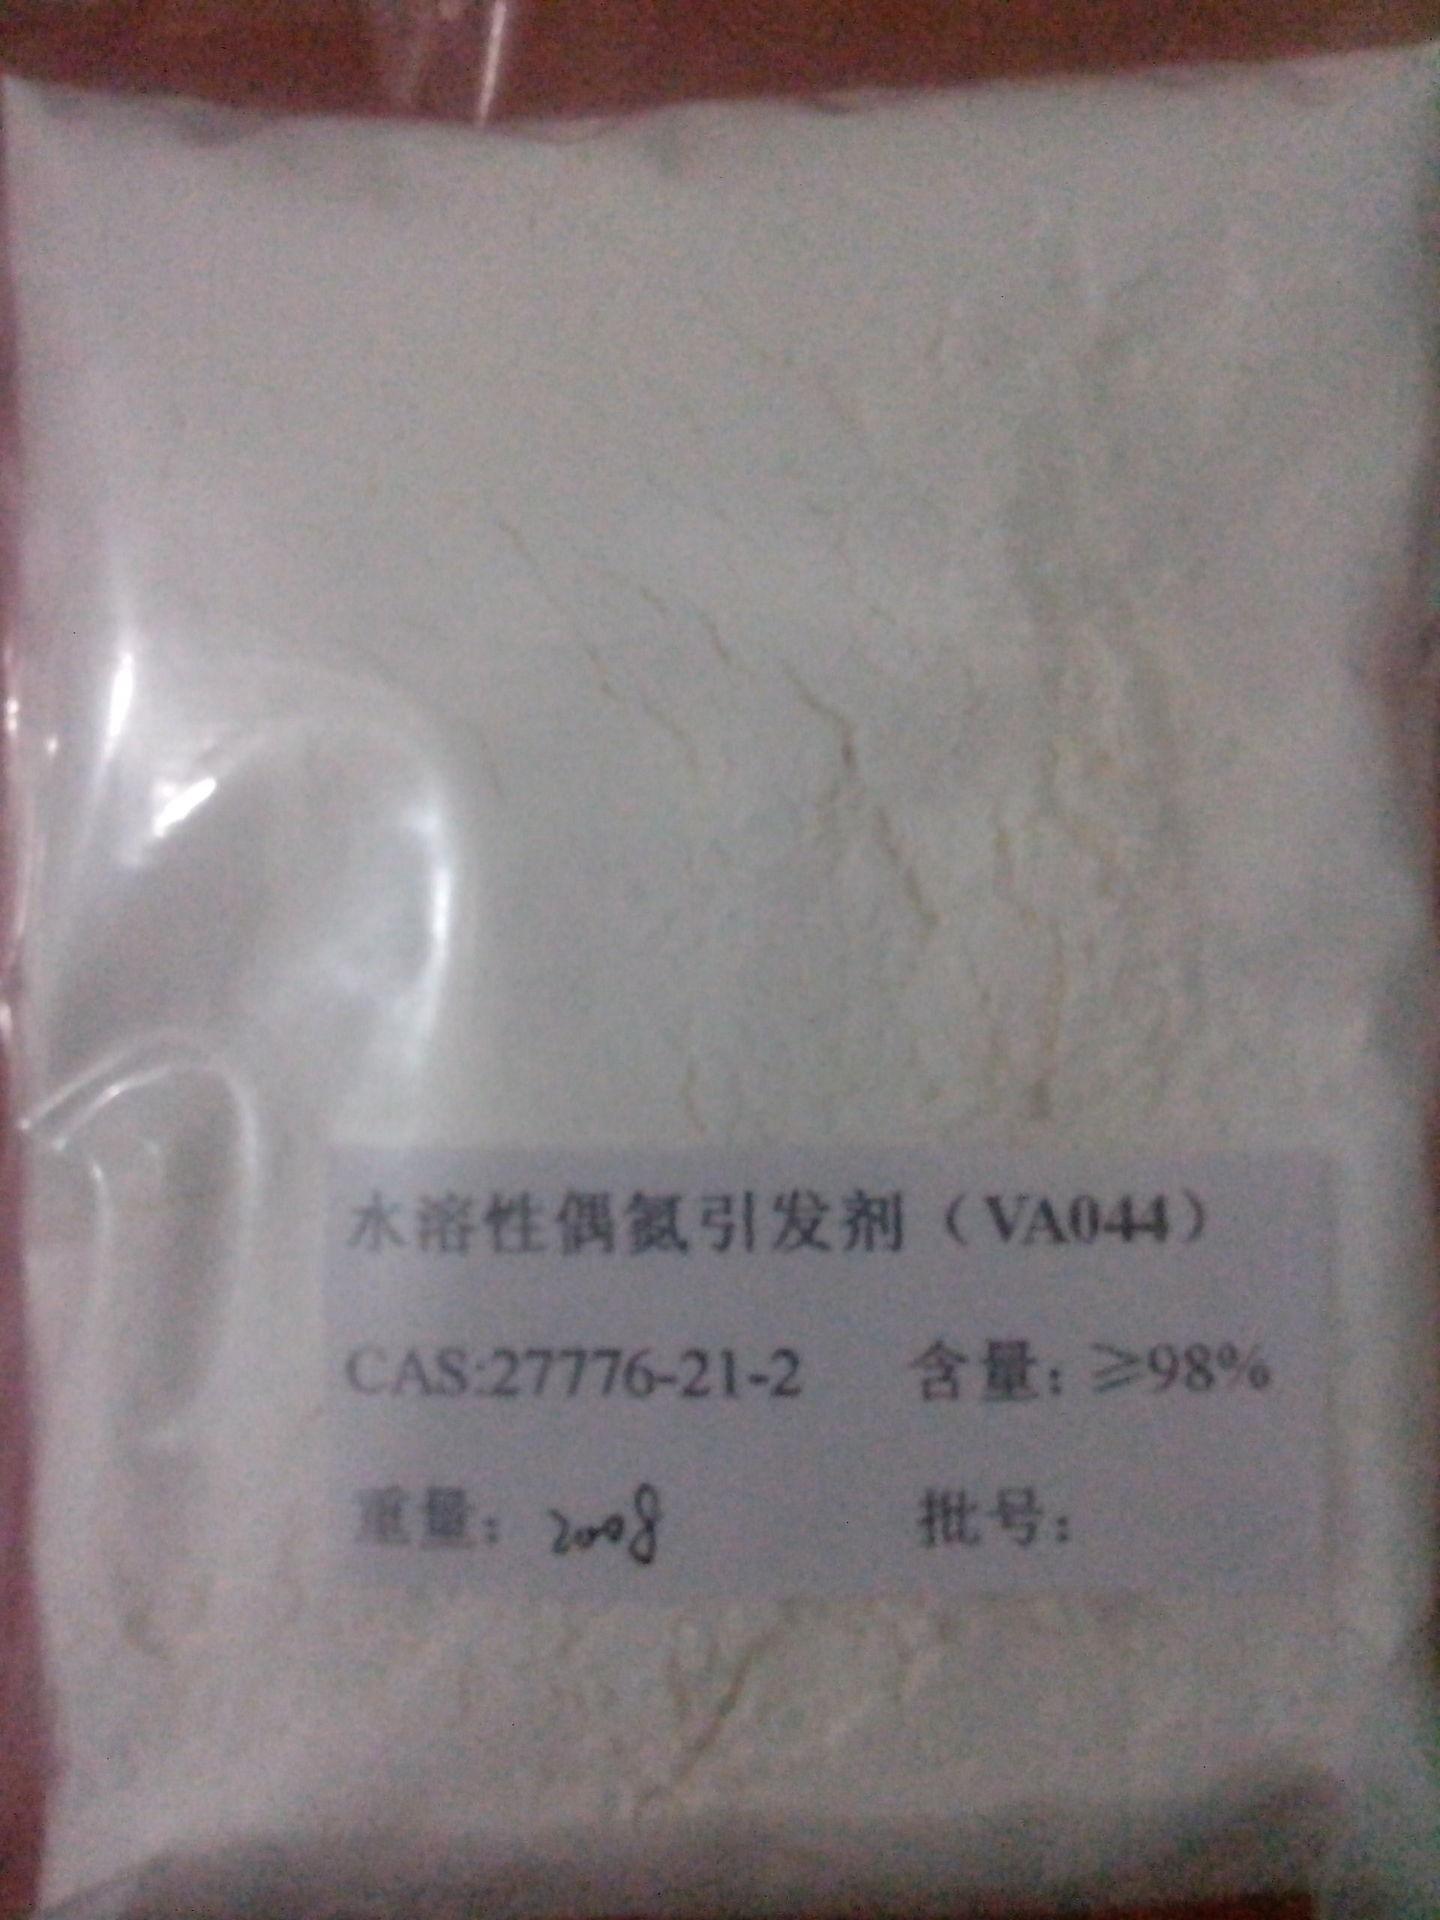 水溶性偶氮引发剂（VA044）
CAS:27776-21-2 含量：≥98%
重量：200g 批号：